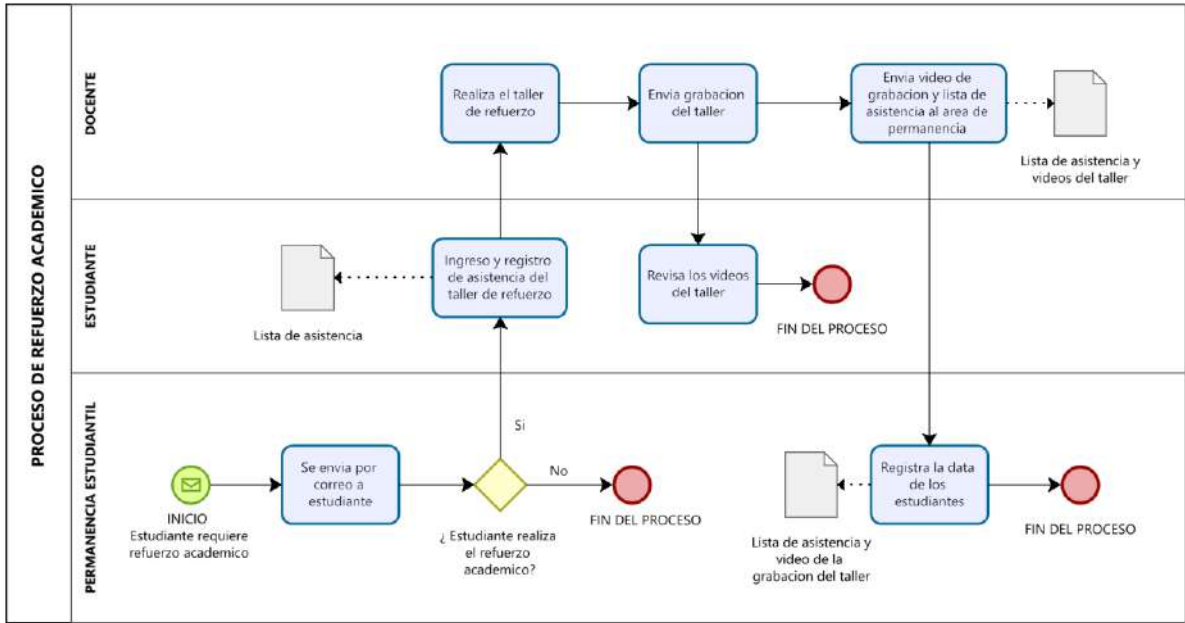 PROCESO DE REFUERZO ACADEMICO
DOCENTE
Realiza el taller
de refuerzo
Envia grabacion
del taller
Envia video de
grabacion y lista de
asistencia al area de
permanencia
Lista de asistencia y
videos del taller
ESTUDIANTE
Lista de asistencia
Ingreso y registro
de asistencia del
taller de refuerzo
Revisa los videos
del taller
FIN DEL PROCESO
PERMANENCIA ESTUDIANTIL
INICIO
Estudiante requiere
refuerzo academico
Se envia por
correo a
estudiante
¿ Estudiante realiza
el refuerzo
academico?
Si
No
FIN DEL PROCESO
Lista de asistencia y
video de la
grabacion del taller
Registra la data
de los
estudiantes
FIN DEL PROCESO